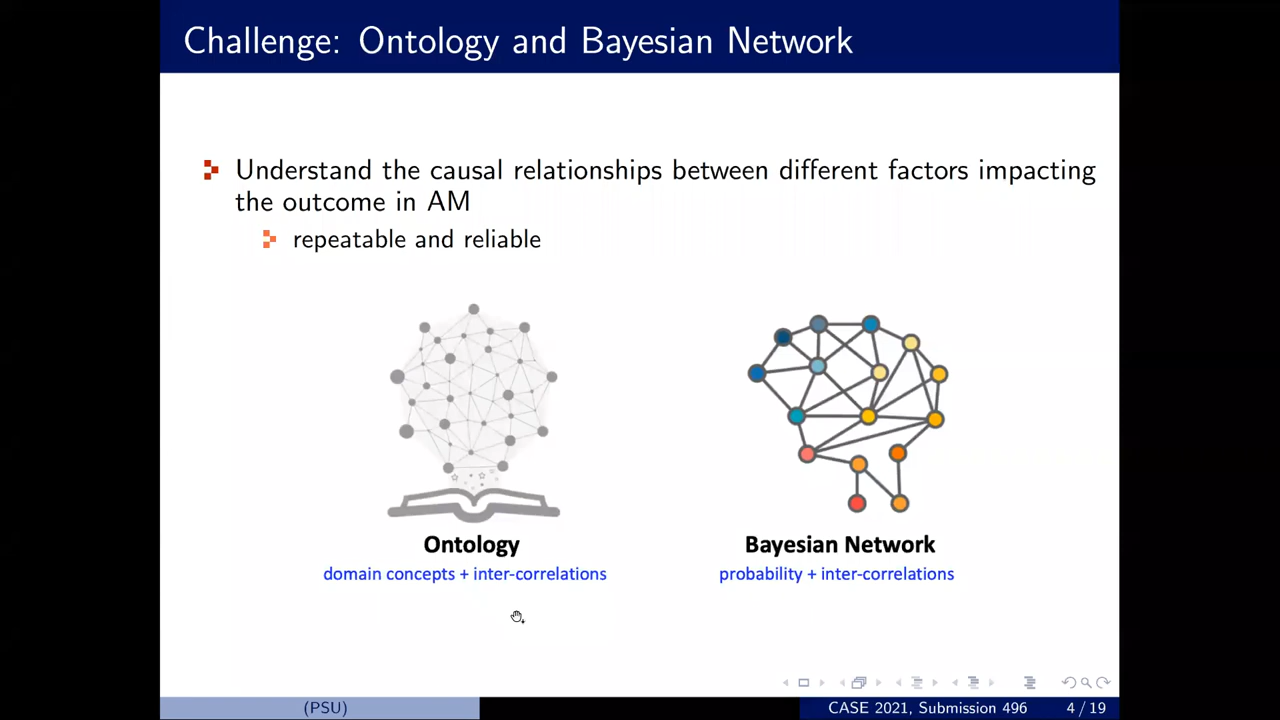 Challenge: Ontology and Bayesian Network
Understand the causal relationships between different factors impacting
the outcome in AM
repeatable and reliable
Ontology
domain concepts + inter-correlations
Bayesian Network
probability + inter-correlations
(PSU)
CASE 2021, Submission 496
4 / 19